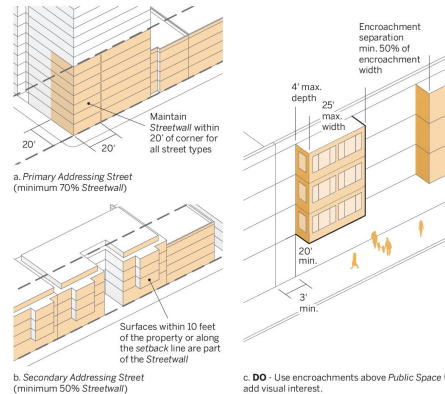 20'
20'
Maintain
Streetwall within
20' of corner for
all street types
a. Primary Addressing Street
(minimum 70% Streetwall)
Surfaces within 10 feet
of the property or along
the setback line are part
of the Streetwall
b. Secondary Addressing Street
(minimum 50% Streetwall)
Encroachment
separation
min. 50% of
encroachment
width
4' max.
depth
25'
max.
width
20'
min.
3'
min.
c. DO - Use encroachments above Public Space
add visual interest.